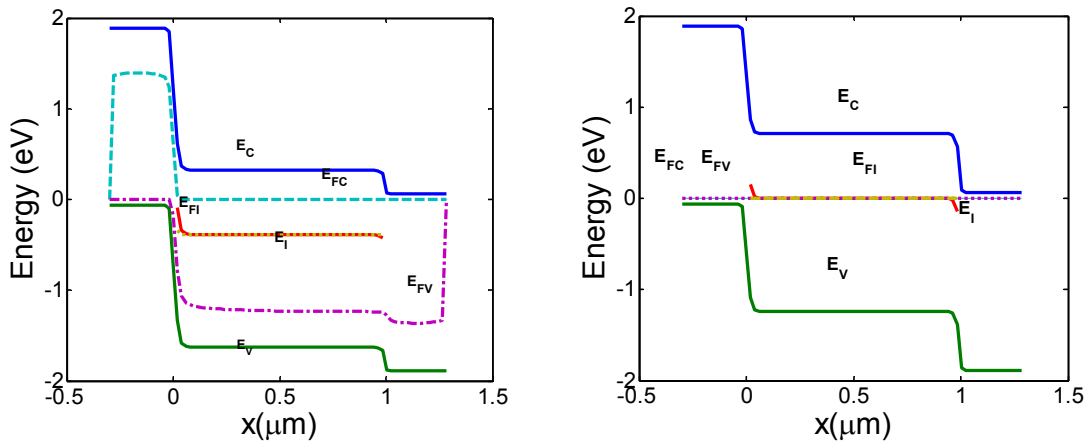 2
1
0
-1
-2
Energy (eV)
E_C
E_FC
E_FI
E_I
E_FV
E_V
-0.5 0 0.5 1 1.5
x(μm)
2
1
0
-1
-2
Energy (eV)
E_C
E_FC E_FV E_FI
E_I
E_V
-0.5 0 0.5 1 1.5
x(μm)